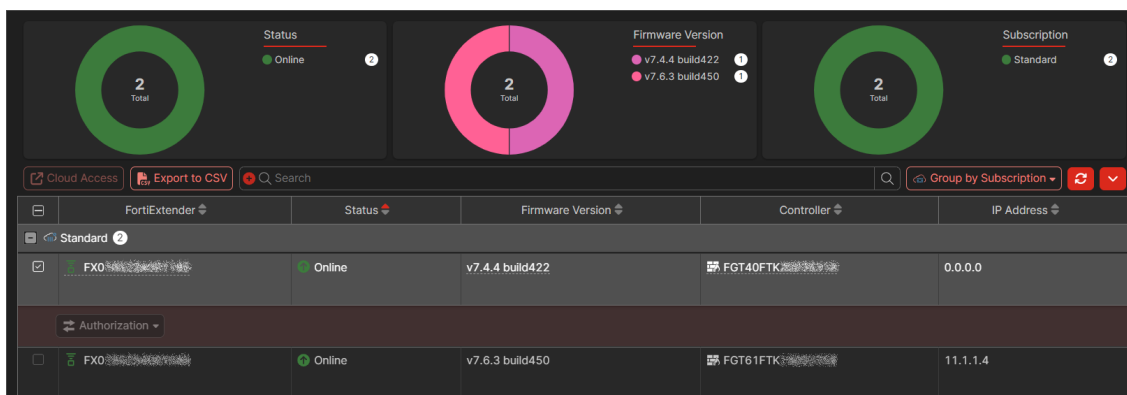 Status
Online 2
2
Total
Firmware Version
v7.4.4 build422 1
v7.6.3 build450 1
2
Total
Subscription
Standard 2
2
Total
Cloud Access
Export to CSV
Search
Group by Subscription
FortiExtender Status Firmware Version Controller IP Address
Standard 2
FX0 Online v7.4.4 build422 FGT40FTK 0.0.0.0
Authorization
FX0 Online v7.6.3 build450 FGT61FTK 11.1.1.4